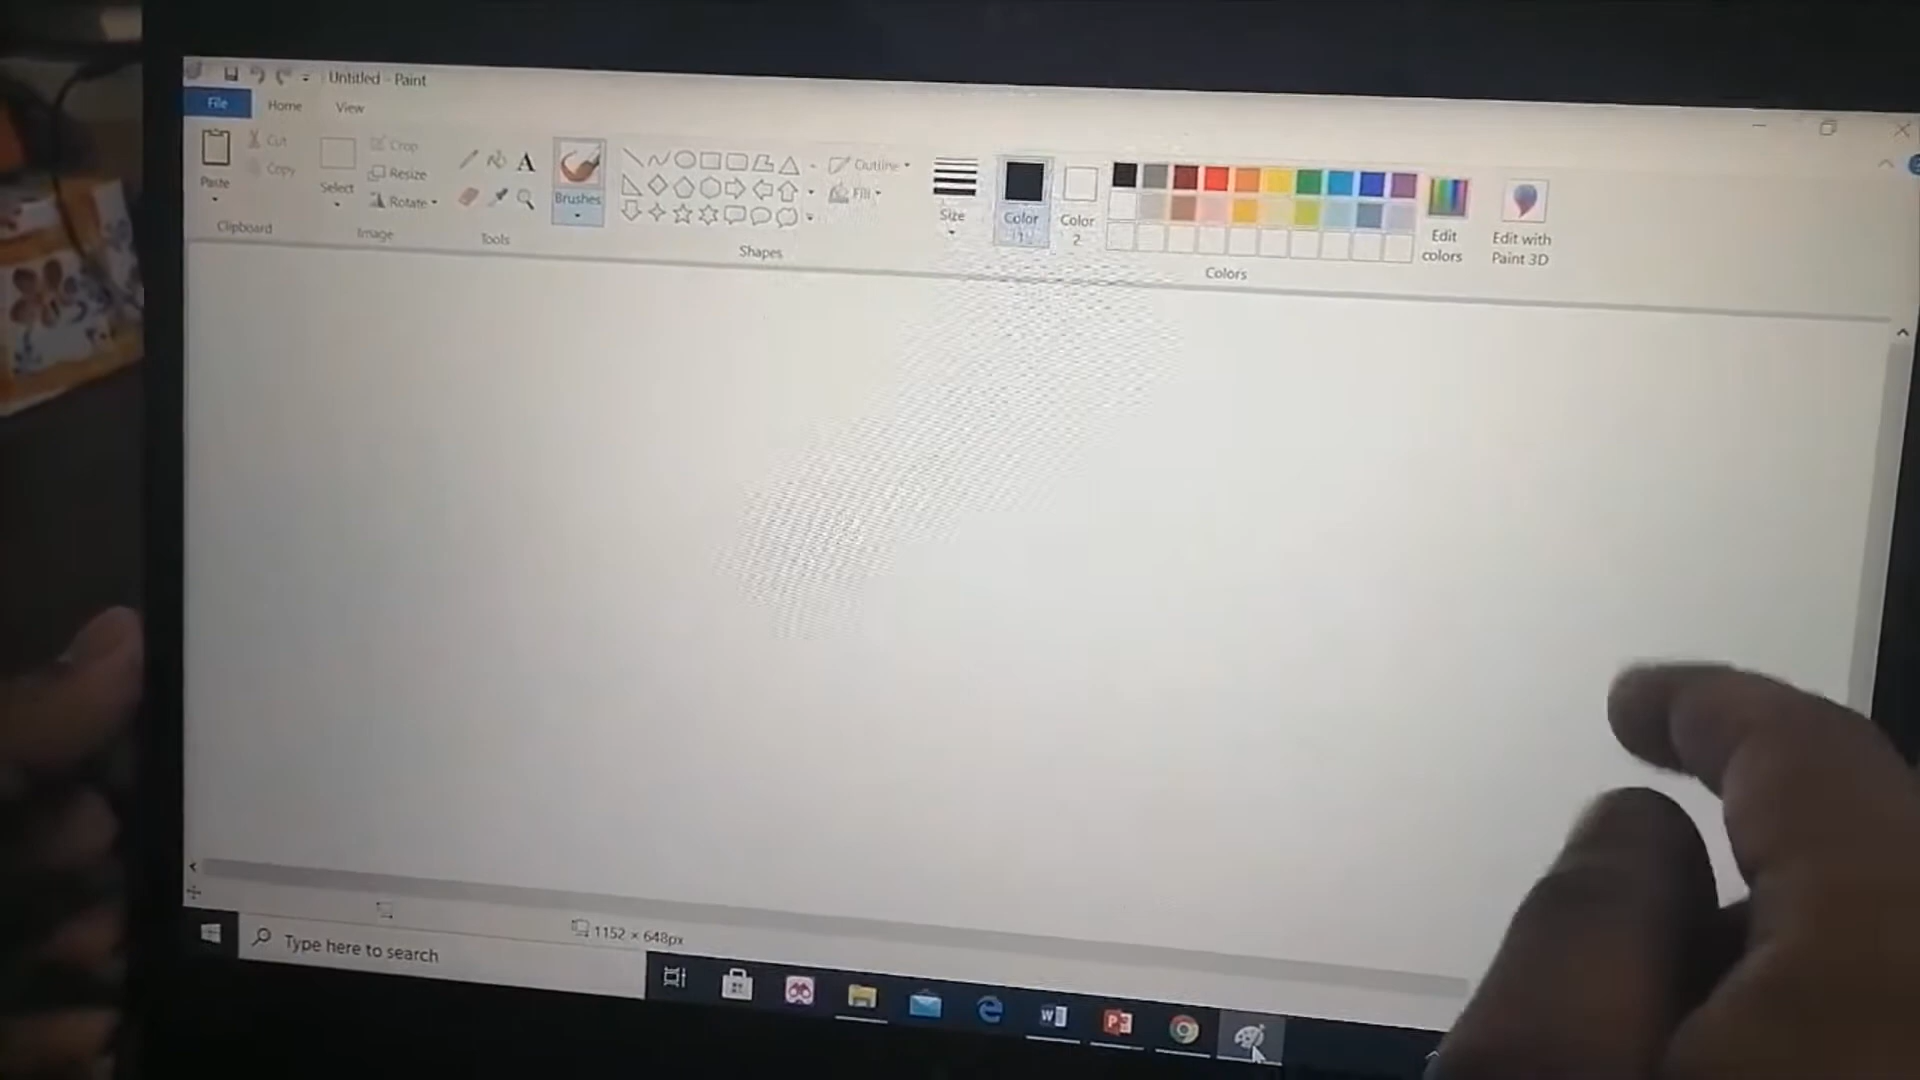 Untitled - Paint
File Home View
Paste
Cut
Copy
Clipboard
Select
Crop
Resize
Rotate
Image
A
Tools
Brushes
Outline
Fill
Shapes
Size
Color
1
Color
2
Colors
Edit
colors
Edit with
Paint 3D
1152 × 648px
Type here to search
W
P